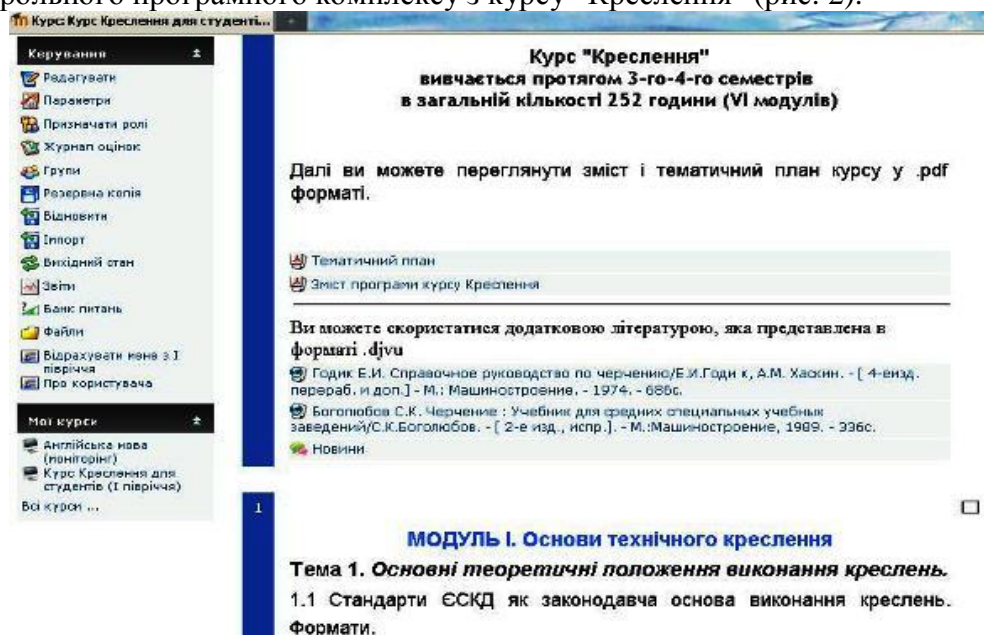 рольного програмного комплексу з курсу "Креслення" (рис. 2).
Курс: Курс Креслення для студенті...
Керування
Редагувати
Параметри
Призначати ролі
Журнал оцінок
Групи
Резервна копія
Відновити
Імпорт
Вихідний стан
Звіти
Банк питань
Файли
Відрахувати мене з I
півріччя
Про користувача
Мої курси
Англійська мова
(моніторінг)
Курс Креслення для
студентів (I півріччя)
Всі курси ...
Курс "Креслення"
вивчається протягом 3-го-4-го семестрів
в загальній кількості 252 години (VI модулів)
Далі ви можете переглянути зміст і тематичний план курсу у .pdf
форматі.
Тематичний план
Зміст програми курсу Креслення
Ви можете скористатися додатковою літературою, яка представлена в
форматі .djvu
Годик Е.И. Справочное руководство по черчению/Е.И.Годи к, А.М. Хаскин. - [ 4-еизд.
перераб. и доп.] - М.: Машиностроение. - 1974. - 686с.
Боголюбов С.К. Черчение : Учебник для средних специальных учебных
заведений/С.К.Боголюбов. - [ 2-е изд., испр.]. - М.:Машиностроение, 1989. - 336с.
Новини
1
МОДУЛЬ I. Основи технічного креслення
Тема 1. Основні теоретичні положення виконання креслень.
1.1 Стандарти ЄСКД як законодавча основа виконання креслень.
Формати.